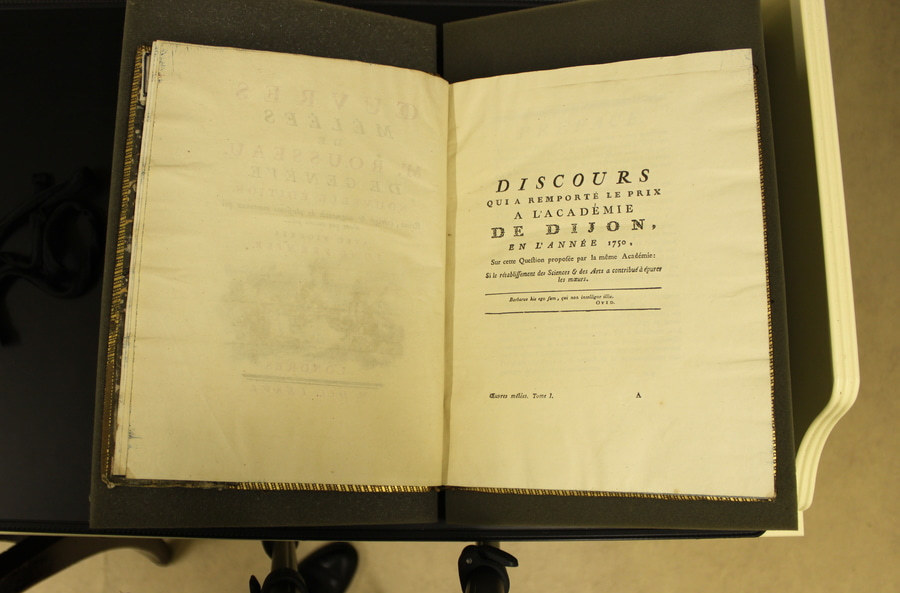 DISCOURS
QUI A REMPORTÉ LE PRIX
A L'ACADÉMIE
DE DIJON,
EN L'ANNÉE 1750,
Sur cette Question proposée par la même Académie:
Si le rétablissement des Sciences & des Arts a contribué à épurer
les mœurs.
Barbarus hic ego sum, qui non intelligor illis.
OVID.
Œuvres mêlées. Tome I.
A